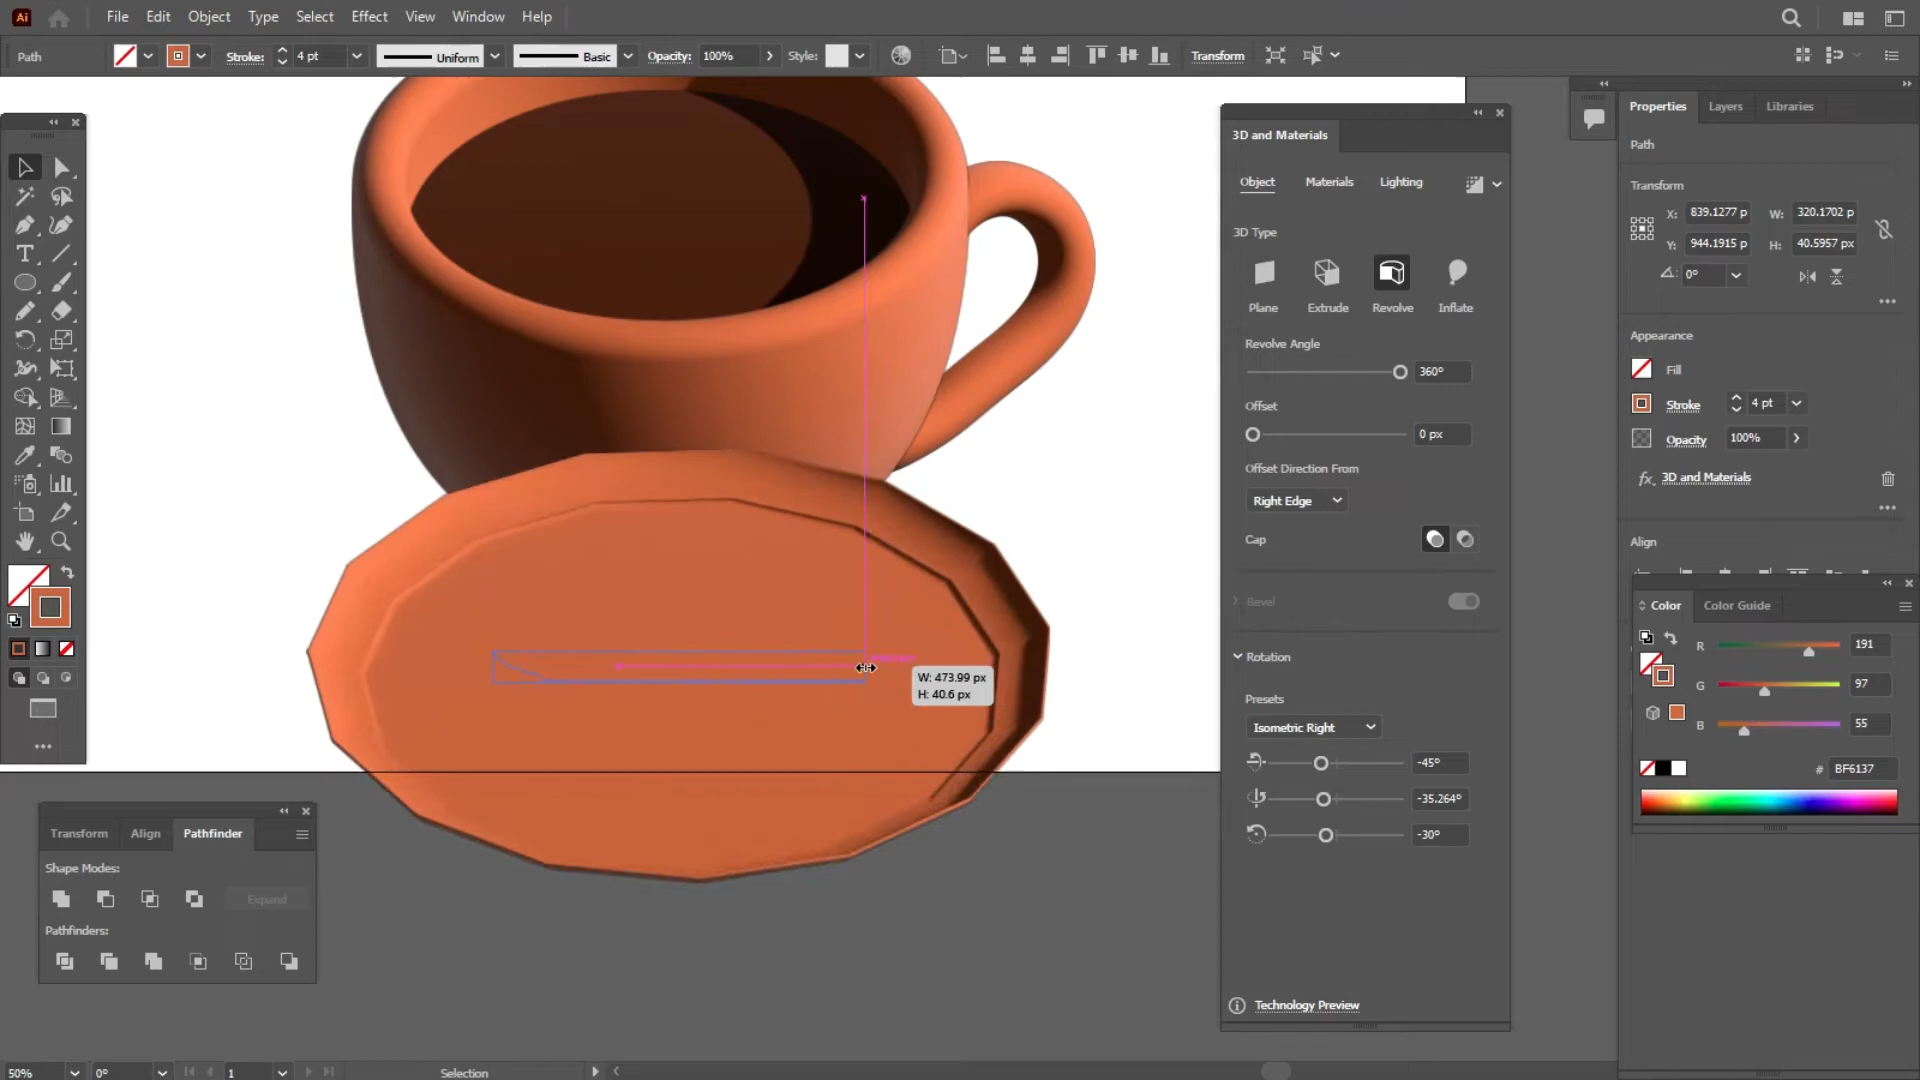 Ai File Edit Object Type Select Effect View Window Help
Path Stroke: 4 pt Uniform Basic Opacity: 100% Style: Transform
Properties Layers Libraries
3D and Materials
Path
Object Materials Lighting
Transform
X: 839.1277 p W: 320.1702 p
3D Type
Y: 944.1915 p H: 40.5957 px
0°
Plane Extrude Revolve Inflate
Appearance
Revolve Angle
360°
Fill
Offset
Stroke 4 pt
0 px
Opacity 100%
Offset Direction From
fx 3D and Materials
Right Edge
Cap
Align
Bevel
Color Color Guide
R 191
Rotation
W: 473.99 px
H: 40.6 px
G 97
Presets
Isometric Right
B 55
-45°
# BF6137
-35.264°
-30°
Transform Align Pathfinder
Shape Modes:
Expand
Pathfinders:
Technology Preview
50% 0° 1 Selection